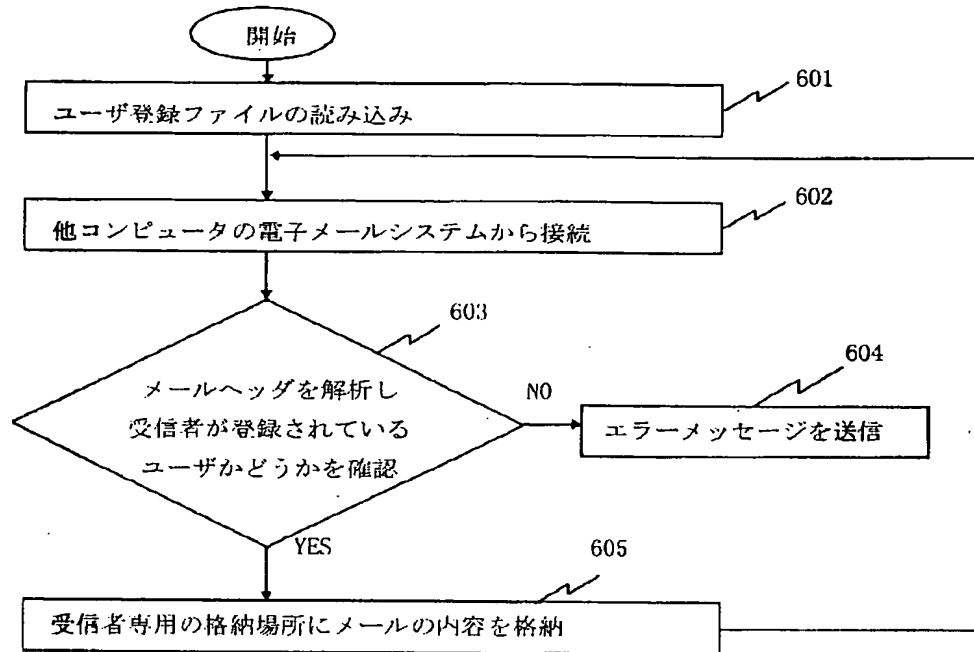 開始
601
ユーザ登録ファイルの読み込み
602
他コンピュータの電子メールシステムから接続
603
メールヘッダを解析し
受信者が登録されている
ユーザかどうかを確認
NO
604
エラーメッセージを送信
YES
605
受信者専用の格納場所にメールの内容を格納